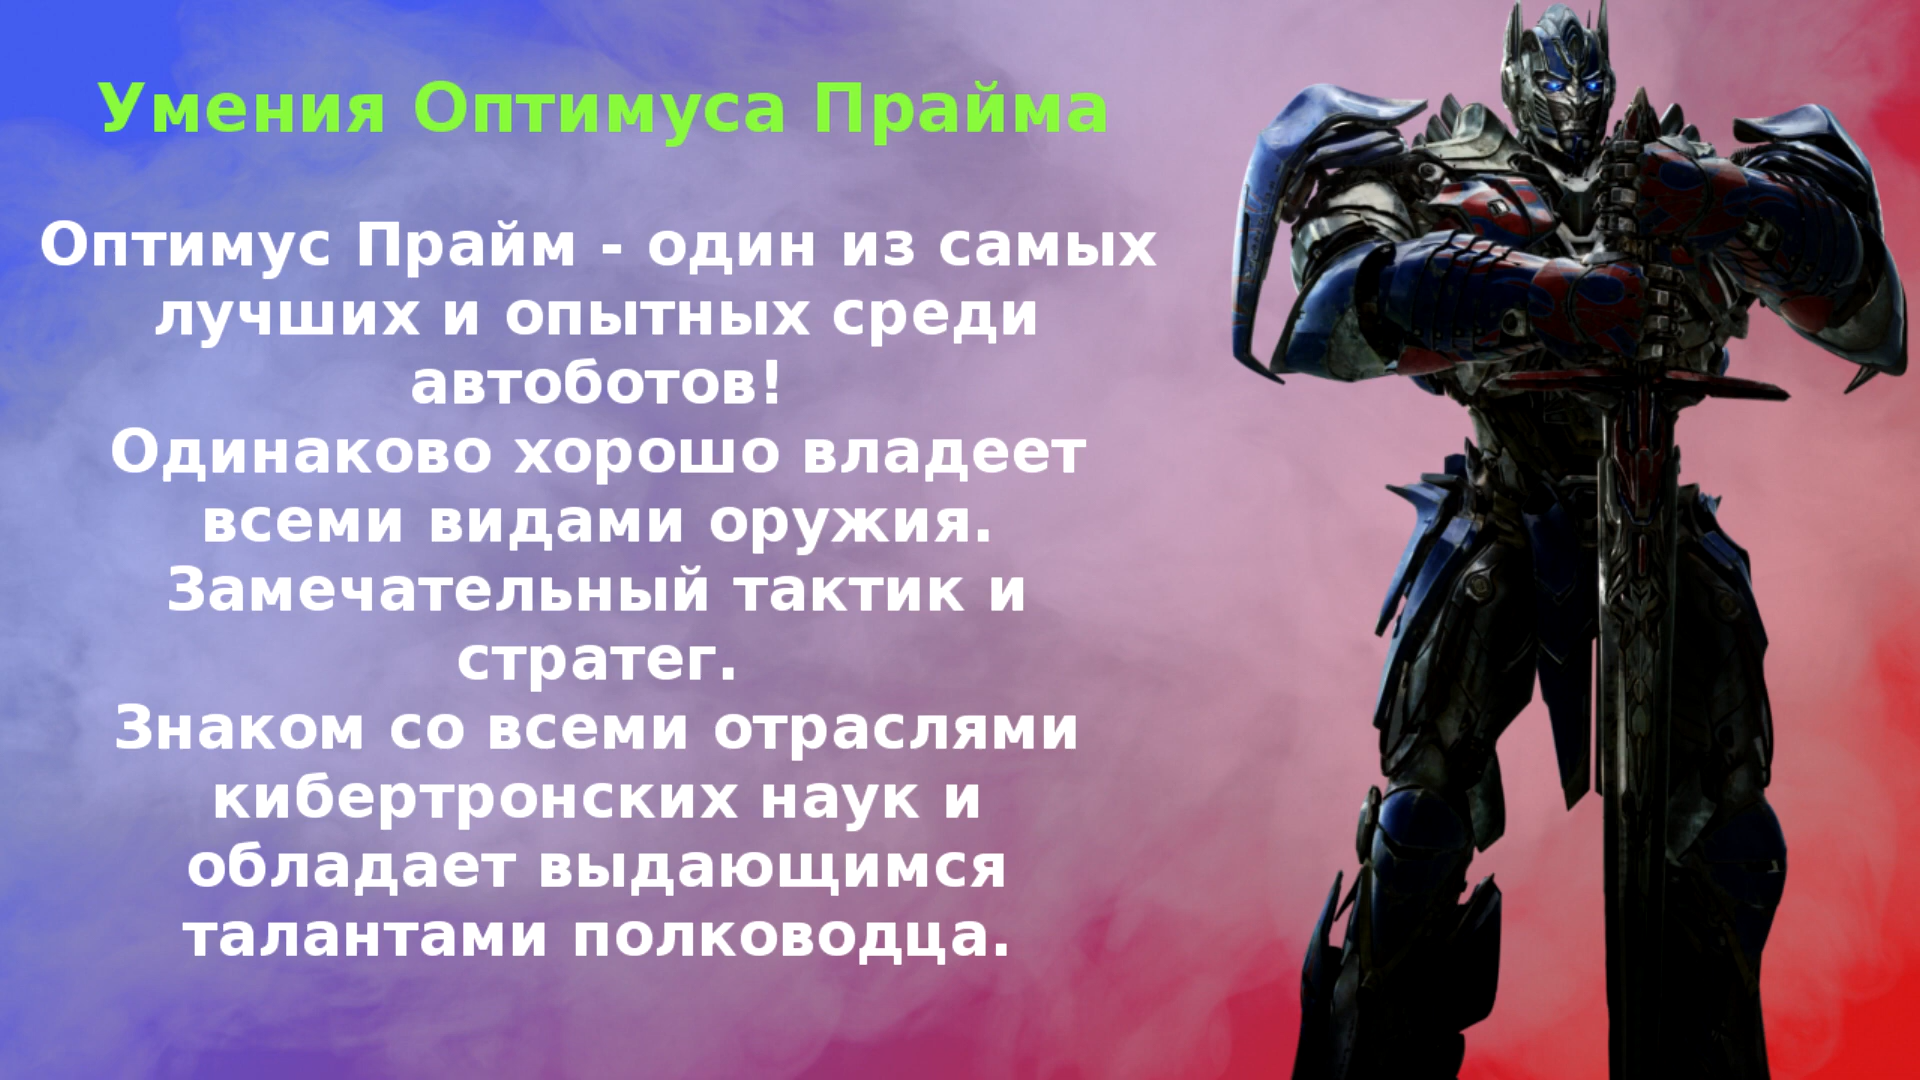 Умения Оптимуса Прайма
Оптимус Прайм - один из самых
лучших и опытных среди
автоботов!
Одинаково хорошо владеет
всеми видами оружия.
Замечательный тактик и
стратег.
Знаком со всеми отраслями
кибертронских наук и
обладает выдающимся
талантами полководца.